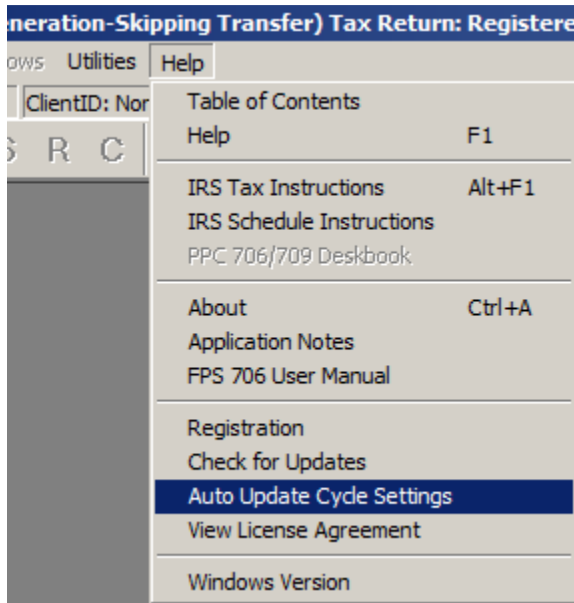 neration-Skipping Transfer) Tax Return: Registere
ows Utilities Help
ClientID: Nor
S R C
Table of Contents
Help F1
IRS Tax Instructions Alt+F1
IRS Schedule Instructions
PPC 706/709 Deskbook
About Ctrl+A
Application Notes
FPS 706 User Manual
Registration
Check for Updates
Auto Update Cycle Settings
View License Agreement
Windows Version